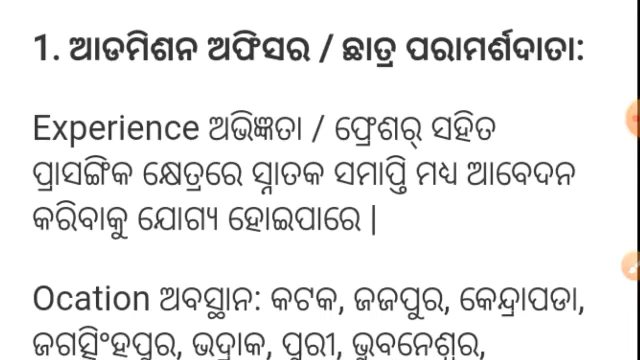 1. ଆଡମିଶନ ଅଫିସର / ଛାତ୍ର ପରାମର୍ଶଦାତା:
Experience ଅଭିଜ୍ଞତା / ଫ୍ରେଶର୍ ସହିତ
ପ୍ରାସଙ୍ଗିକ କ୍ଷେତ୍ରରେ ସ୍ନାତକ ସମାପ୍ତି ମଧ୍ୟ ଆବେଦନ
କରିବାକୁ ଯୋଗ୍ୟ ହୋଇପାରେ |
Ocation ଅବସ୍ଥାନ: କଟକ, ଜଜପୁର, କେନ୍ଦ୍ରାପଡା,
ଜଗତ୍ସିଂହପୁର, ଭଦ୍ରାକ, ପୁରୀ, ଭୁବନେଶ୍ୱର,